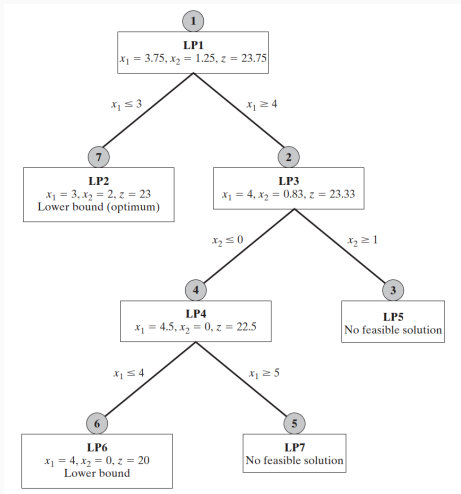 1
LP1
x₁ = 3.75, x₂ = 1.25, z = 23.75
x₁ ≤ 3
x₁ ≥ 4
7
2
LP2
x₁ = 3, x₂ = 2, z = 23
Lower bound (optimum)
LP3
x₁ = 4, x₂ = 0.83, z = 23.33
x₂ ≤ 0
x₂ ≥ 1
4
3
LP4
x₁ = 4.5, x₂ = 0, z = 22.5
LP5
No feasible solution
x₁ ≤ 4
x₁ ≥ 5
6
5
LP6
x₁ = 4, x₂ = 0, z = 20
Lower bound
LP7
No feasible solution